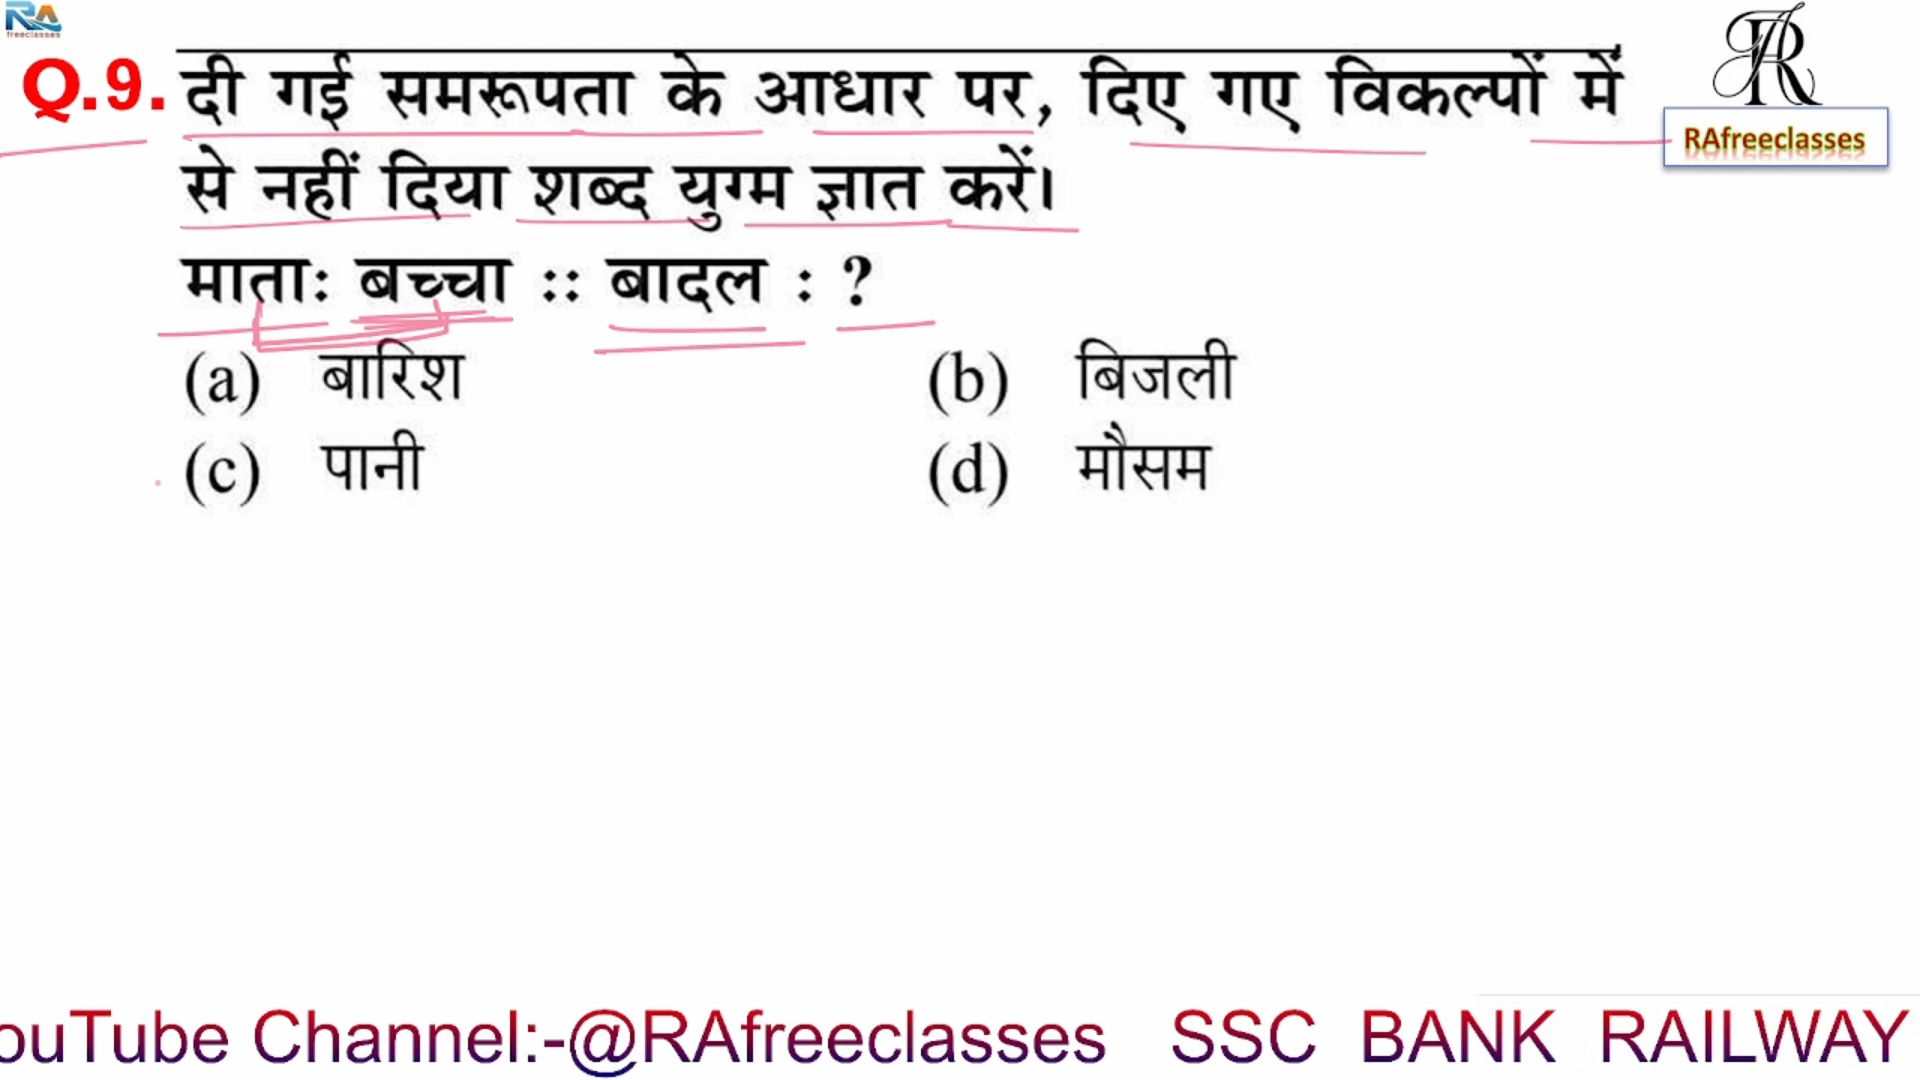 RA
freeclasses
Q.9. दी गई समरूपता के आधार पर, दिए गए विकल्पों में
से नहीं दिया शब्द युग्म ज्ञात करें।
माताः बच्चा :: बादल : ?
(a) बारिश (b) बिजली
(c) पानी (d) मौसम
RAfreeclasses
ouTube Channel:-@RAfreeclasses SSC BANK RAILWAY